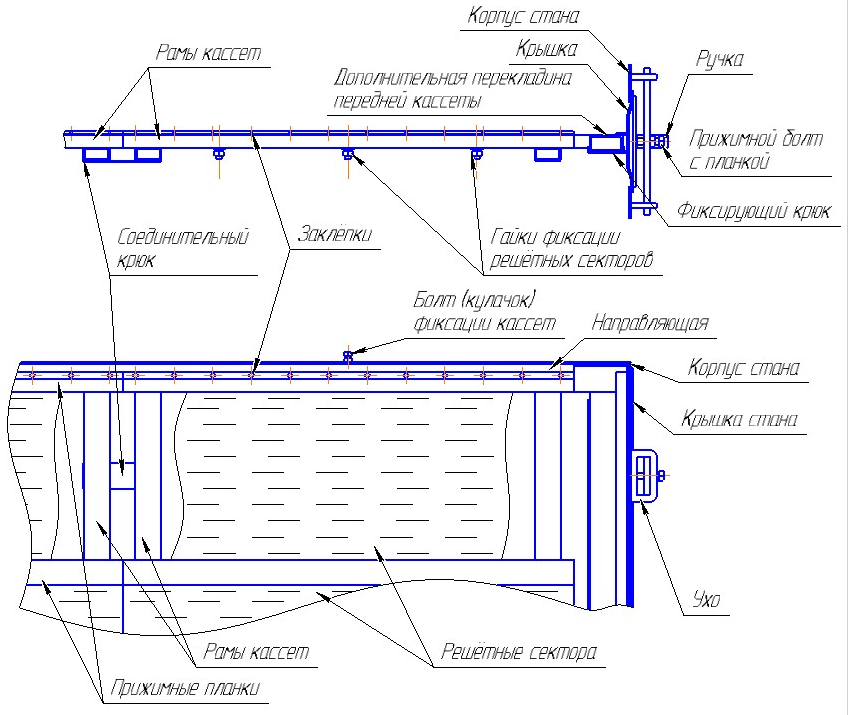 Корпус стана
Рамы кассет
Крышка
Ручка
Дополнительная перекладина
передней кассеты
Прижимной болт
с планкой
Фиксирующий крюк
Соединительный
крюк
Заклёпки
Гайки фиксации
решётных секторов
Болт (кулачок)
фиксации кассет
Направляющая
Корпус стана
Крышка стана
Ухо
Рамы кассет
Решётные сектора
Прижимные планки